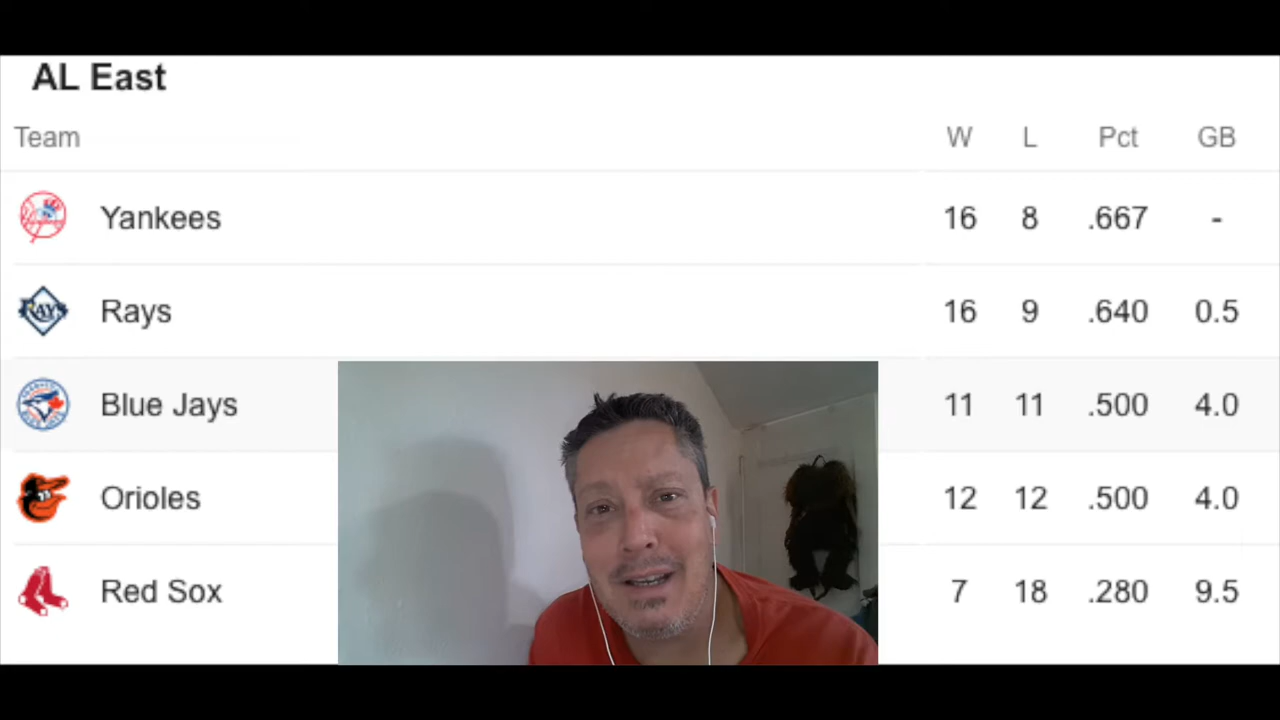 AL East
Team W L Pct GB
Yankees 16 8 .667 -
RAYS Rays 16 9 .640 0.5
Blue Jays 11 11 .500 4.0
Orioles 12 12 .500 4.0
Red Sox 7 18 .280 9.5